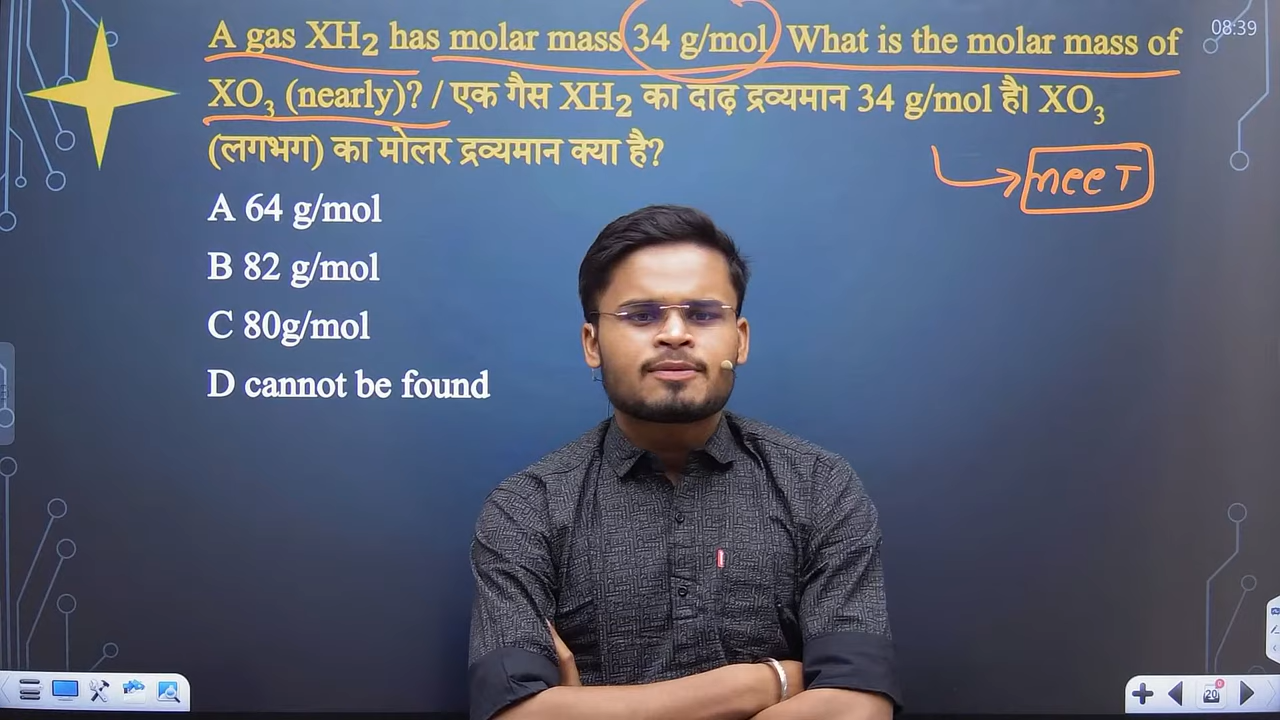 08:39
A gas XH₂ has molar mass 34 g/mol What is the molar mass of
XO₃ (nearly)? / एक गैस XH₂ का दाढ़ द्रव्यमान 34 g/mol है। XO₃
(लगभग) का मोलर द्रव्यमान क्या है?
neeT
A 64 g/mol
B 82 g/mol
C 80g/mol
D cannot be found
20